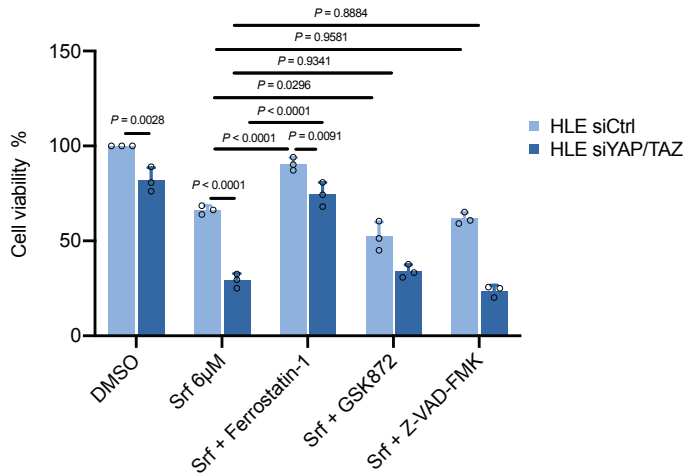 P = 0.8884
P = 0.9581
P = 0.9341
P = 0.0296
P < 0.0001
P < 0.0001
P = 0.0091
P = 0.0028
P < 0.0001
Cell viability %
150
100
50
0
HLE siCtrl
HLE siYAP/TAZ
DMSO
Srf 6μM
Srf + Ferrostatin-1
Srf + GSK872
Srf + Z-VAD-FMK